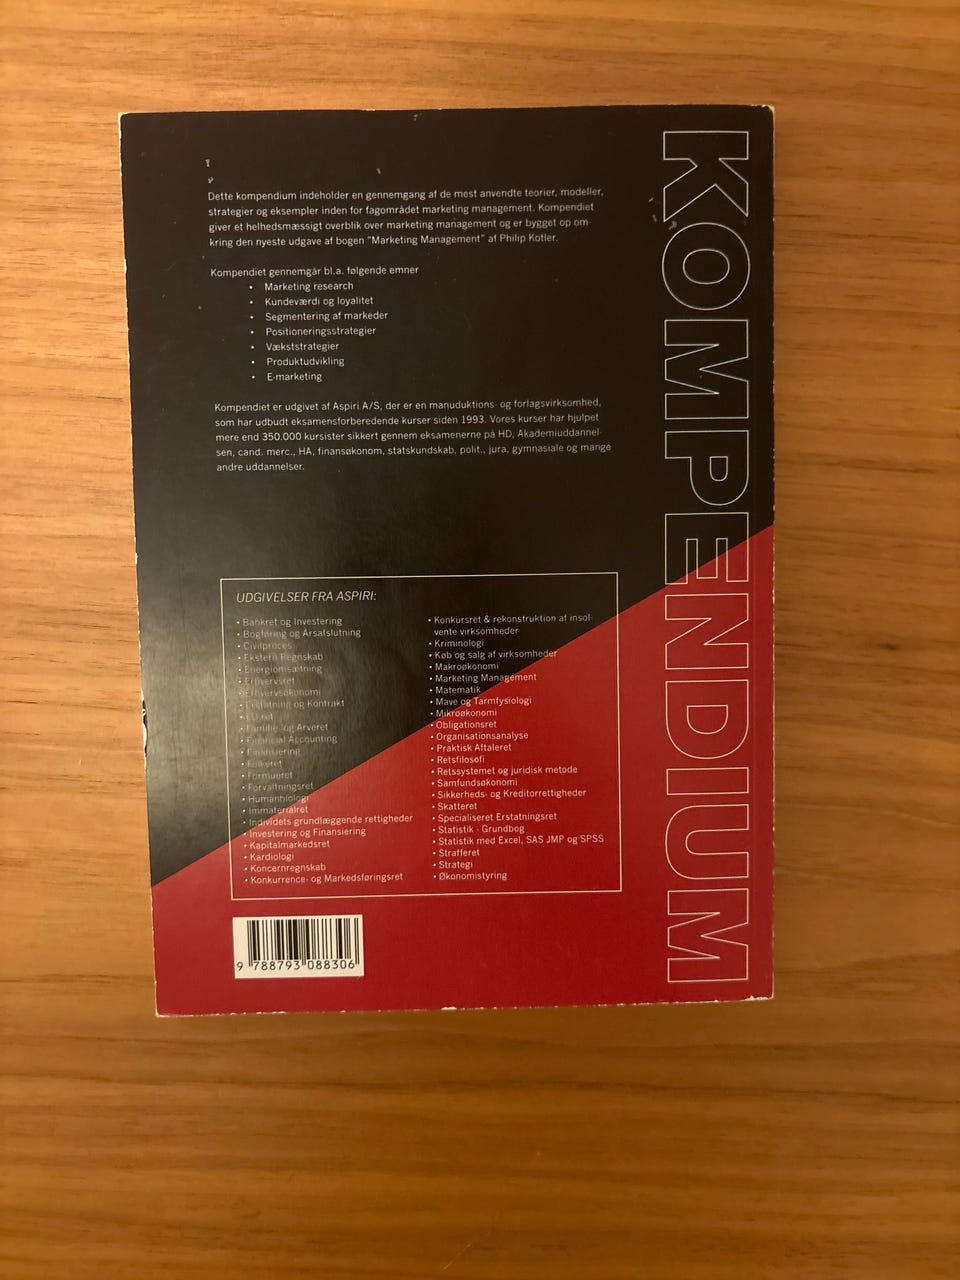 Dette kompendium indeholder en gennemgang af de mest anvendte teorier, modeller,
strategier og eksempler inden for fagområdet marketing management. Kompendiet
giver et helhedsmæssigt overblik over marketing management og er bygget op om-
kring den nyeste udgave af bogen "Marketing Management" af Philip Kotler.
Kompendiet gennemgår bl.a. følgende emner
• Marketing research
• Kundeværdi og loyalitet
• Segmentering af markeder
• Positioneringsstrategier
• Vækststrategier
• Produktudvikling
• E-marketing
Kompendiet er udgivet af Aspiri A/S, der er en manuduktions- og forlagsvirksomhed,
som har udbudt eksamensforberedende kurser siden 1993. Vores kurser har hjulpet
mere end 350.000 kursister sikkert gennem eksamenerne på HD, Akademiuddannel-
sen, cand. merc., HA, finansøkonom, statskundskab, polit., jura, gymnasiale og mange
andre uddannelser.
KOMPENDIUM
UDGIVELSER FRA ASPIRI:
• Bankret og Investering
• Bogføring og Årsafslutning
• Civilproces
• Ekstern Regnskab
• Energiomsætning
• Erhvervsret
• Erhvervsøkonomi
• Erstatning og Kontrakt
• EU-ret
• Familie- og Arveret
• Financial Accounting
• Finansiering
• Folkeret
• Formueret
• Forvaltningsret
• Humanbiologi
• Immaterialret
• Individets grundlæggende rettigheder
• Investering og Finansiering
• Kapitalmarkedsret
• Kardiologi
• Koncernregnskab
• Konkurrence- og Markedsføringsret
• Konkursret & rekonstruktion af insol-
vente virksomheder
• Kriminologi
• Køb og salg af virksomheder
• Makroøkonomi
• Marketing Management
• Matematik
• Mave og Tarmfysiologi
• Mikroøkonomi
• Obligationsret
• Organisationsanalyse
• Praktisk Aftaleret
• Retsfilosofi
• Retssystemet og juridisk metode
• Samfundsøkonomi
• Sikkerheds- og Kreditorrettigheder
• Skatteret
• Specialiseret Erstatningsret
• Statistik - Grundbog
• Statistik med Excel, SAS JMP og SPSS
• Strafferet
• Strategi
• Økonomistyring
9 788793 088306